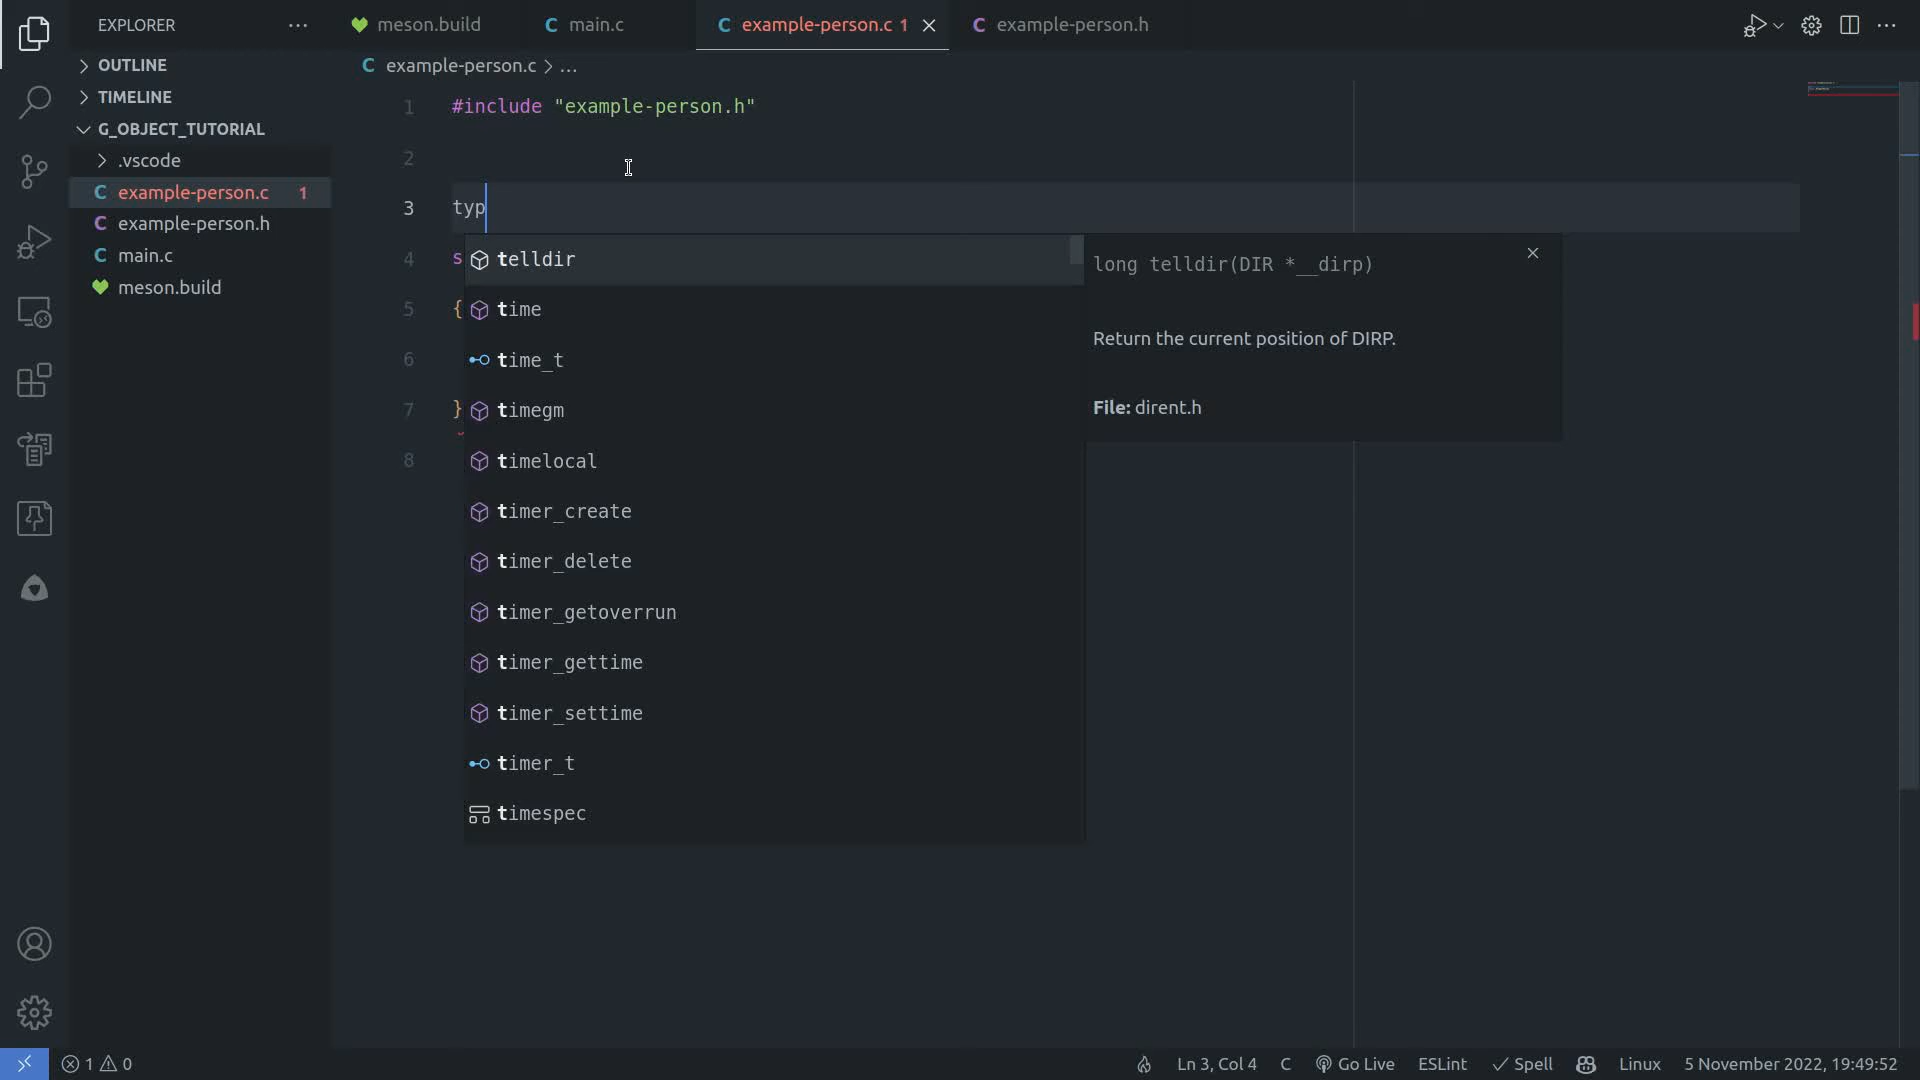 EXPLORER
meson.build
main.c
example-person.c 1
example-person.h
OUTLINE
TIMELINE
G_OBJECT_TUTORIAL
.vscode
example-person.c 1
example-person.h
main.c
meson.build
example-person.c > ...
1 #include "example-person.h"
2
3 typ
4 s
5 {
6
7 }
8
telldir
time
time_t
timegm
timelocal
timer_create
timer_delete
timer_getoverrun
timer_gettime
timer_settime
timer_t
timespec
long telldir(DIR *__dirp)
Return the current position of DIRP.
File: dirent.h
1 0
Ln 3, Col 4
C
Go Live
ESLint
Spell
Linux
5 November 2022, 19:49:52